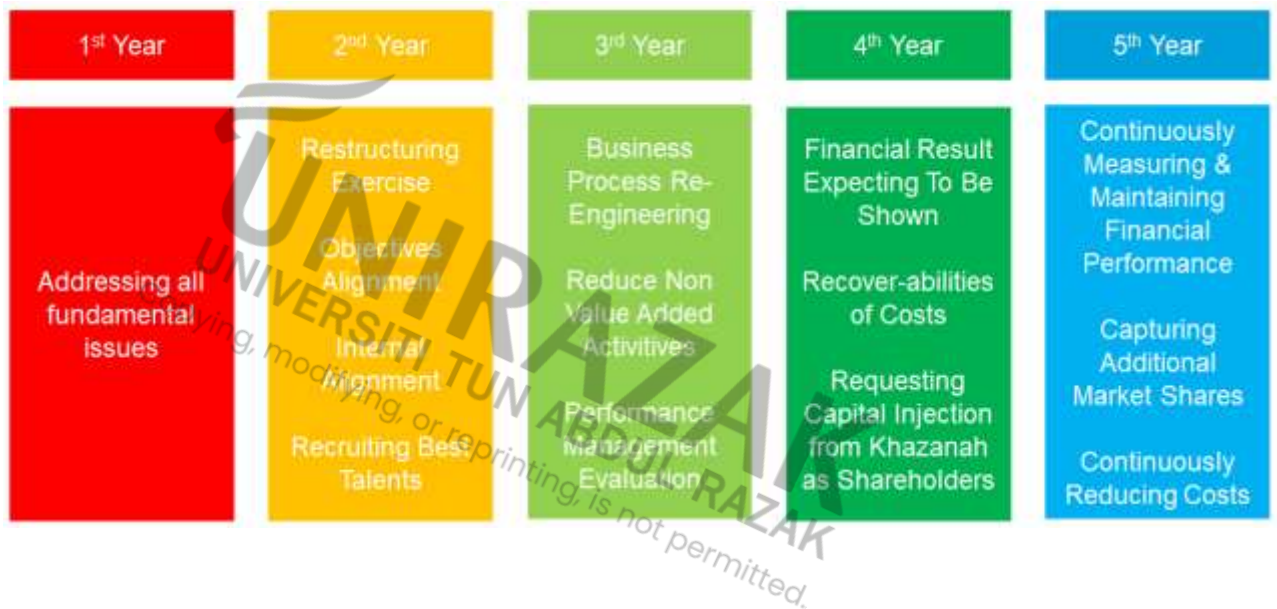 1st Year
2nd Year
3rd Year
4th Year
5th Year
Addressing all
fundamental
issues
Restructuring
Exercise
Objectives
Alignment
Internal
Alignment
Recruiting Best
Talents
Business
Process Re-
Engineering
Reduce Non
Value Added
Activitives
Performance
Management
Evaluation
Financial Result
Expecting To Be
Shown
Recover-abilities
of Costs
Requesting
Capital Injection
from Khazanah
as Shareholders
Continuously
Measuring &
Maintaining
Financial
Performance
Capturing
Additional
Market Shares
Continuously
Reducing Costs
UNIRAZAK
UNIVERSITI TUN ABDUL RAZAK
Copying, modifying, or reprinting, is not permitted.